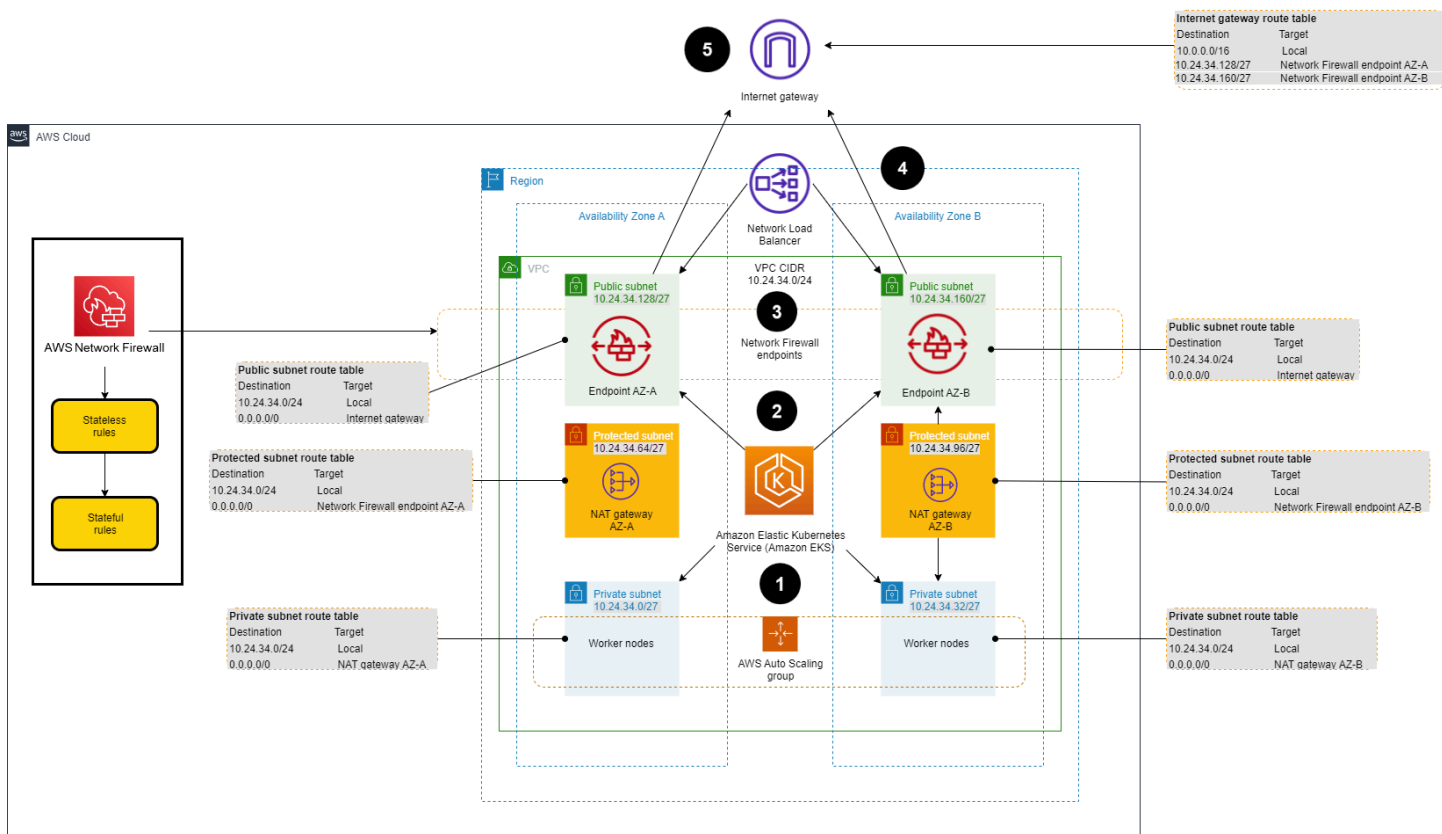 Internet gateway route table
Destination Target
10.0.0.0/16 Local
10.24.34.128/27 Network Firewall endpoint AZ-A
10.24.34.160/27 Network Firewall endpoint AZ-B
5
Internet gateway
aws
AWS Cloud
4
Region
Availability Zone A
Availability Zone B
Network Load
Balancer
VPC
VPC CIDR
10.24.34.0/24
Public subnet
10.24.34.128/27
Endpoint AZ-A
Public subnet
10.24.34.160/27
Endpoint AZ-B
3
Network Firewall
endpoints
AWS Network Firewall
Stateless
rules
Stateful
rules
Public subnet route table
Destination Target
10.24.34.0/24 Local
0.0.0.0/0 Internet gateway
Public subnet route table
Destination Target
10.24.34.0/24 Local
0.0.0.0/0 Internet gateway
2
Protected subnet
10.24.34.64/27
NAT gateway
AZ-A
Protected subnet
10.24.34.96/27
NAT gateway
AZ-B
K
Amazon Elastic Kubernetes
Service (Amazon EKS)
Protected subnet route table
Destination Target
10.24.34.0/24 Local
0.0.0.0/0 Network Firewall endpoint AZ-A
Protected subnet route table
Destination Target
10.24.34.0/24 Local
0.0.0.0/0 Network Firewall endpoint AZ-B
1
Private subnet
10.24.34.0/27
Worker nodes
Private subnet
10.24.34.32/27
Worker nodes
AWS Auto Scaling
group
Private subnet route table
Destination Target
10.24.34.0/24 Local
0.0.0.0/0 NAT gateway AZ-A
Private subnet route table
Destination Target
10.24.34.0/24 Local
0.0.0.0/0 NAT gateway AZ-B